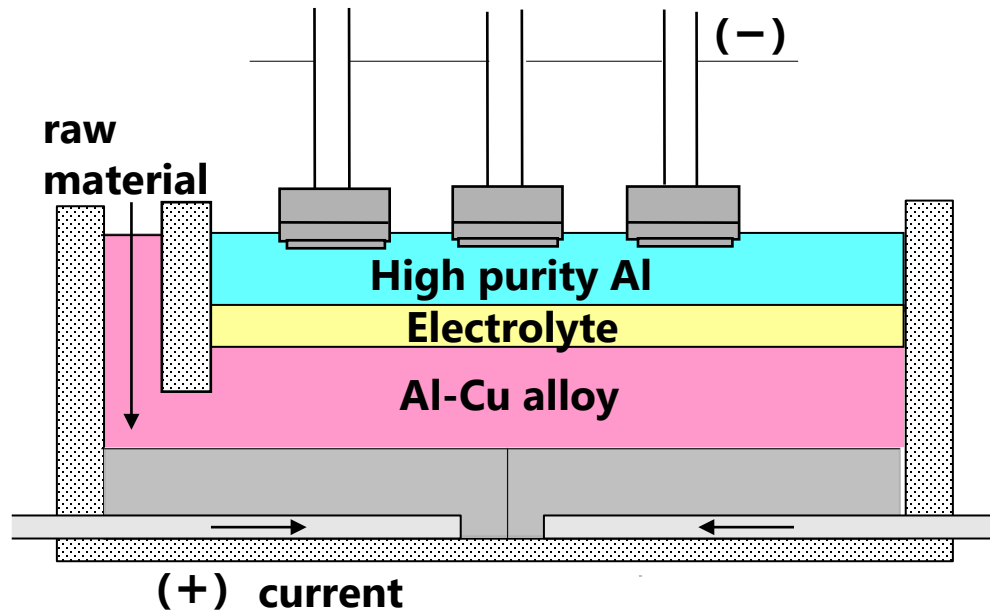 (−)
raw
material
High purity Al
Electrolyte
Al-Cu alloy
(+) current